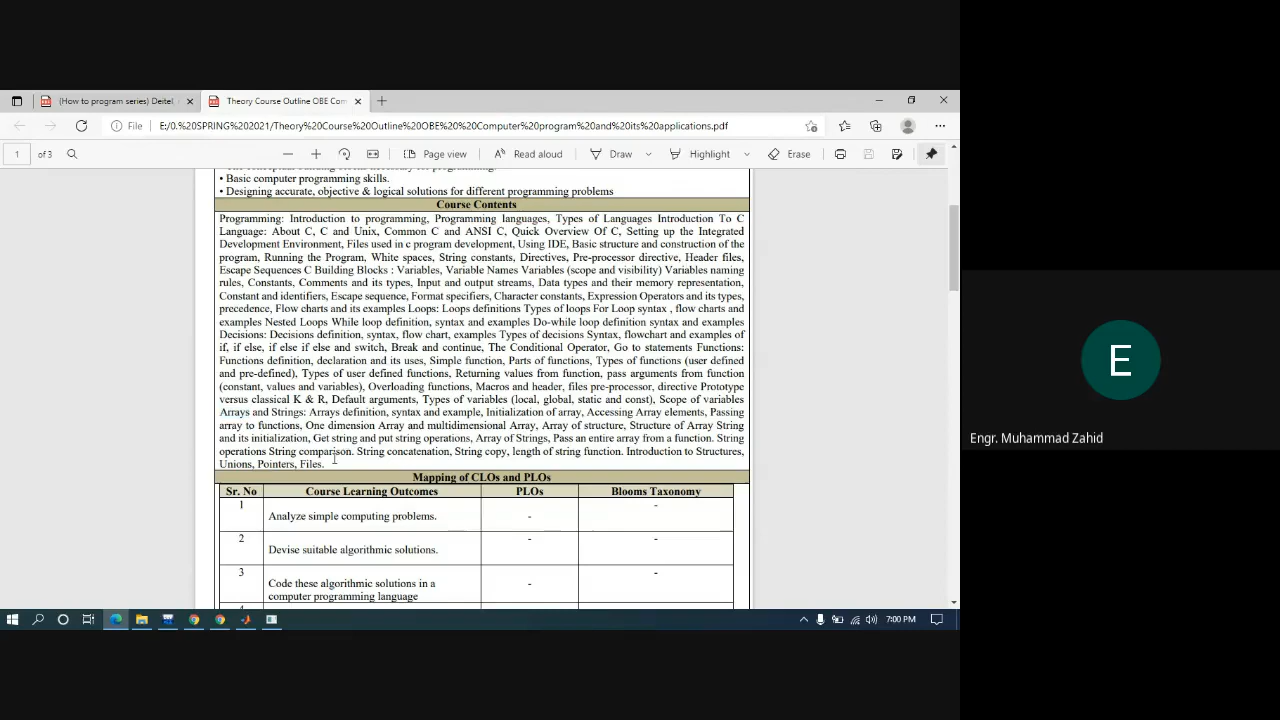 (How to program series) Deitel
Theory Course Outline OBE Com
File
E:/0.%20SPRING%202021/Theory%20Course%20Outline%20OBE%20%20Computer%20program%20and%20its%20applications.pdf
1 of 3
Page view
Read aloud
Draw
Highlight
Erase
• The conceptual building blocks necessary for programming.
• Basic computer programming skills.
• Designing accurate, objective & logical solutions for different programming problems
Course Contents
Programming: Introduction to programming, Programming languages, Types of Languages Introduction To C
Language: About C, C and Unix, Common C and ANSI C, Quick Overview Of C, Setting up the Integrated
Development Environment, Files used in c program development, Using IDE, Basic structure and construction of the
program, Running the Program, White spaces, String constants, Directives, Pre-processor directive, Header files,
Escape Sequences C Building Blocks : Variables, Variable Names Variables (scope and visibility) Variables naming
rules, Constants, Comments and its types, Input and output streams, Data types and their memory representation,
Constant and identifiers, Escape sequence, Format specifiers, Character constants, Expression Operators and its types,
precedence, Flow charts and its examples Loops: Loops definitions Types of loops For Loop syntax , flow charts and
examples Nested Loops While loop definition, syntax and examples Do-while loop definition syntax and examples
Decisions: Decisions definition, syntax, flow chart, examples Types of decisions Syntax, flowchart and examples of
if, if else, if else if else and switch, Break and continue, The Conditional Operator, Go to statements Functions:
Functions definition, declaration and its uses, Simple function, Parts of functions, Types of functions (user defined
and pre-defined), Types of user defined functions, Returning values from function, pass arguments from function
(constant, values and variables), Overloading functions, Macros and header, files pre-processor, directive Prototype
versus classical K & R, Default arguments, Types of variables (local, global, static and const), Scope of variables
Arrays and Strings: Arrays definition, syntax and example, Initialization of array, Accessing Array elements, Passing
array to functions, One dimension Array and multidimensional Array, Array of structure, Structure of Array String
and its initialization, Get string and put string operations, Array of Strings, Pass an entire array from a function. String
operations String comparison. String concatenation, String copy, length of string function. Introduction to Structures,
Unions, Pointers, Files.
Mapping of CLOs and PLOs
Sr. No Course Learning Outcomes PLOs Blooms Taxonomy
1 Analyze simple computing problems. - -
2 Devise suitable algorithmic solutions. - -
3 Code these algorithmic solutions in a - -
computer programming language
7:00 PM
E
Engr. Muhammad Zahid